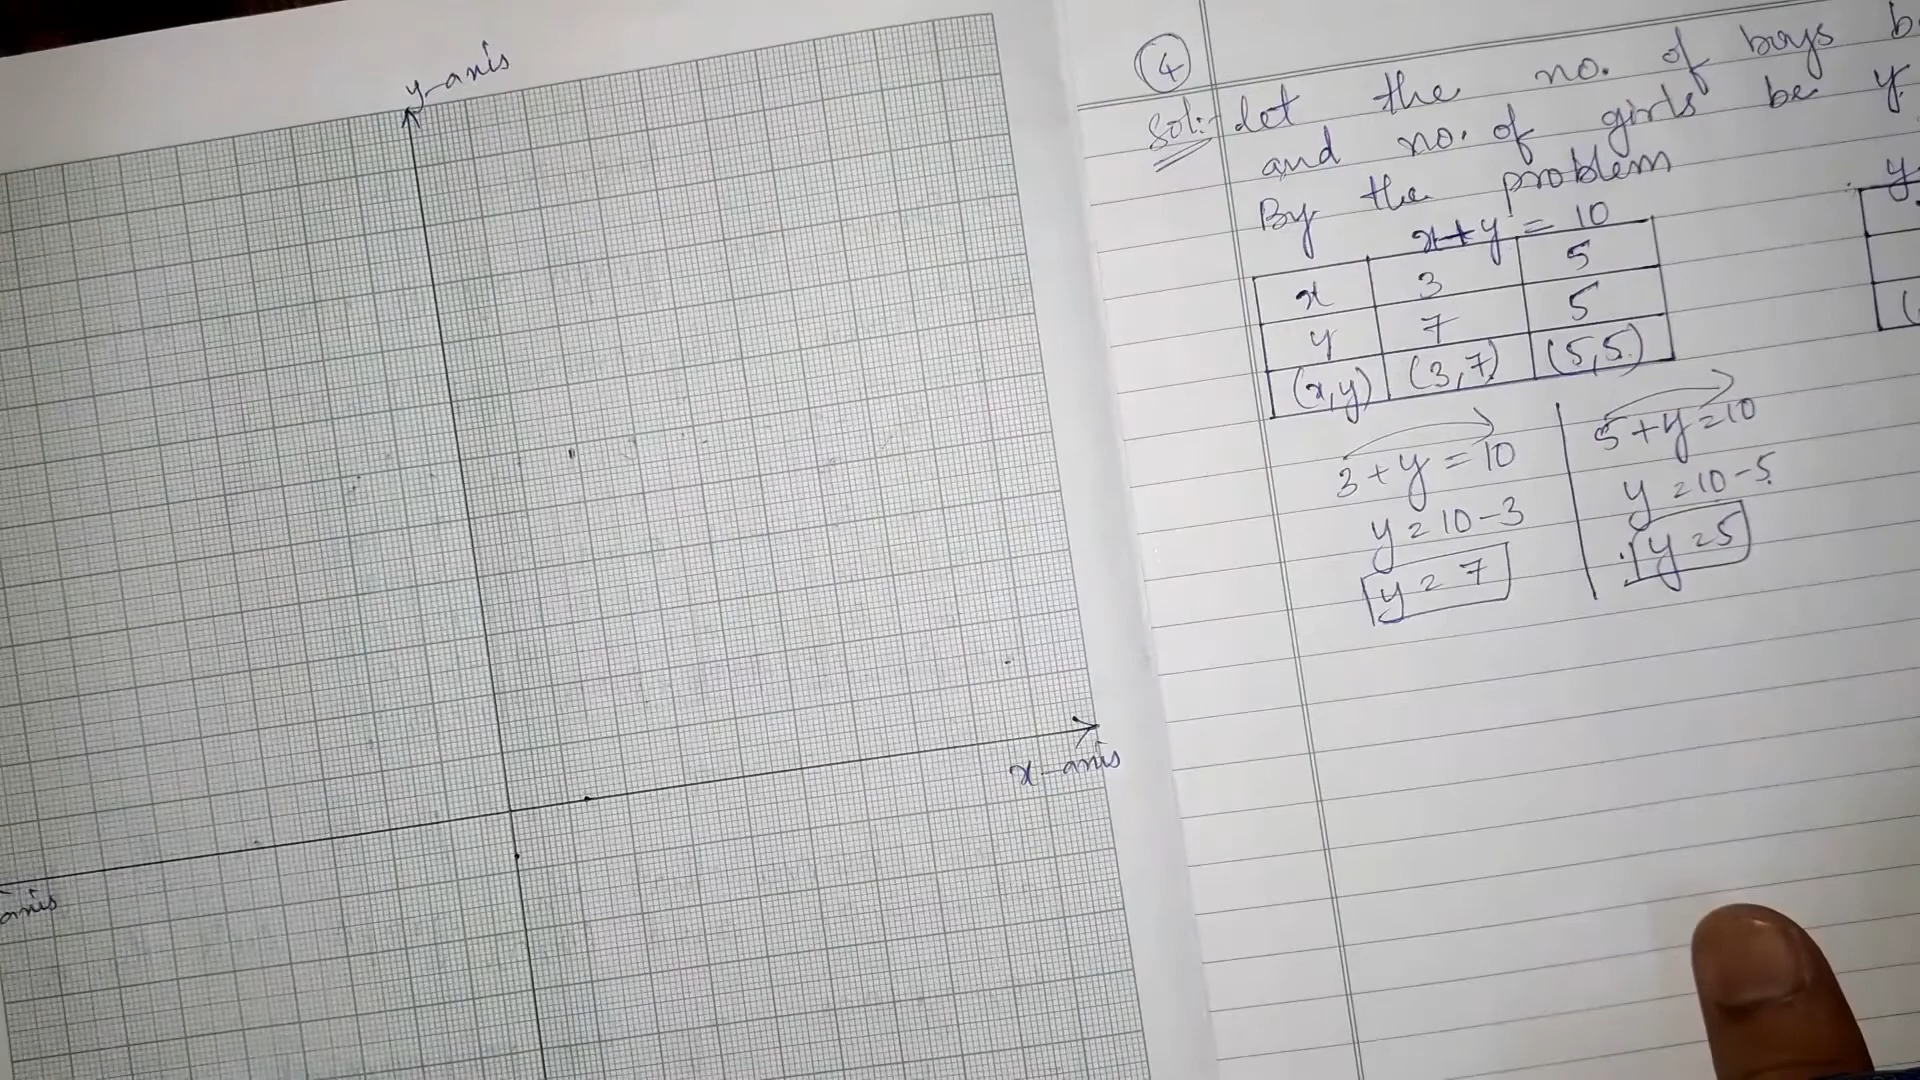 y-axis
x-axis
axis
4
Sol:- Let the no. of boys b
and no. of girls be y.
By the problem
x+y = 10
y
x 3 5
y 7 5
(x,y) (3,7) (5,5)
(
3+y = 10
y = 10-3
y = 7
5+y=10
y = 10-5
y = 5